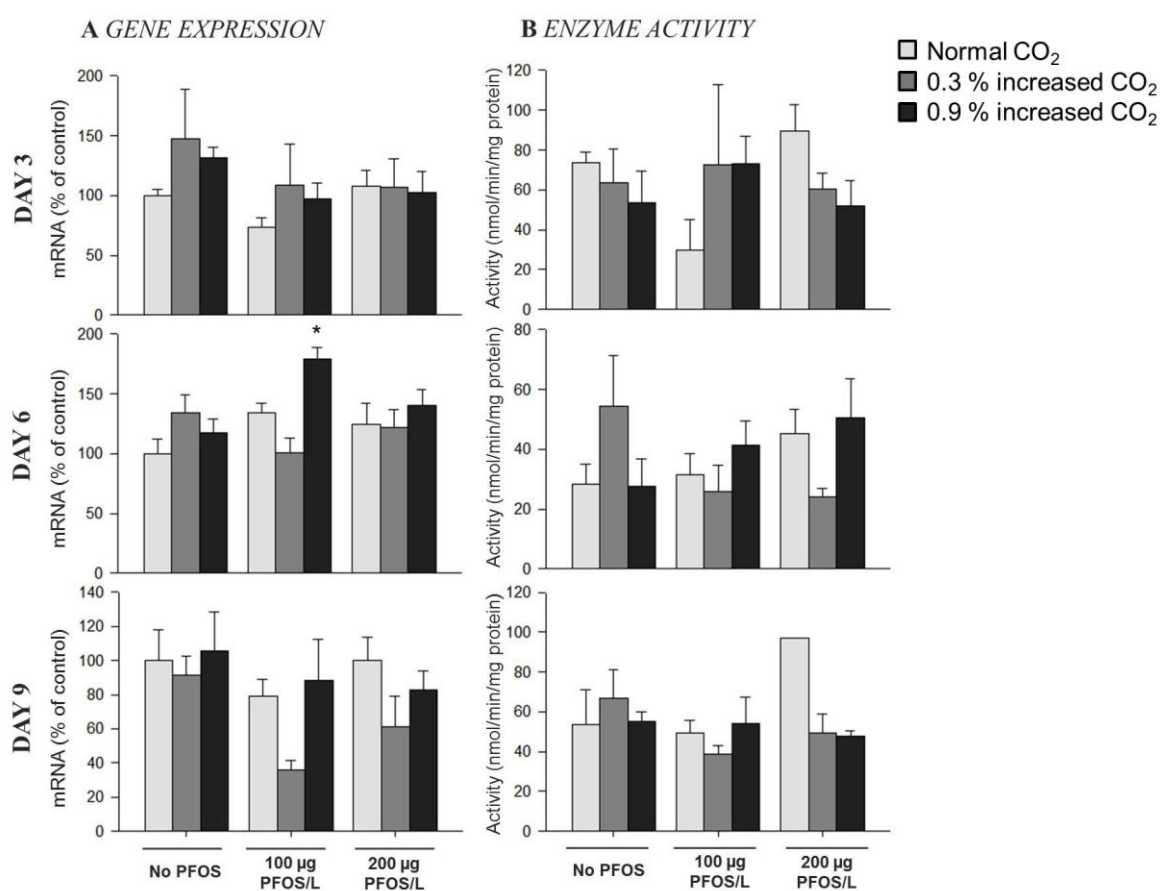 A GENE EXPRESSION
B ENZYME ACTIVITY
Normal CO₂
0.3 % increased CO₂
0.9 % increased CO₂
DAY 3
mRNA (% of control)
200
150
100
50
0
Activity (nmol/min/mg protein)
120
100
80
60
40
20
0
DAY 6
mRNA (% of control)
200
150
100
50
0
*
Activity (nmol/min/mg protein)
80
60
40
20
0
DAY 9
mRNA (% of control)
140
120
100
80
60
40
20
0
Activity (nmol/min/mg protein)
120
100
80
60
40
20
0
No PFOS
100 µg
PFOS/L
200 µg
PFOS/L
No PFOS
100 µg
PFOS/L
200 µg
PFOS/L